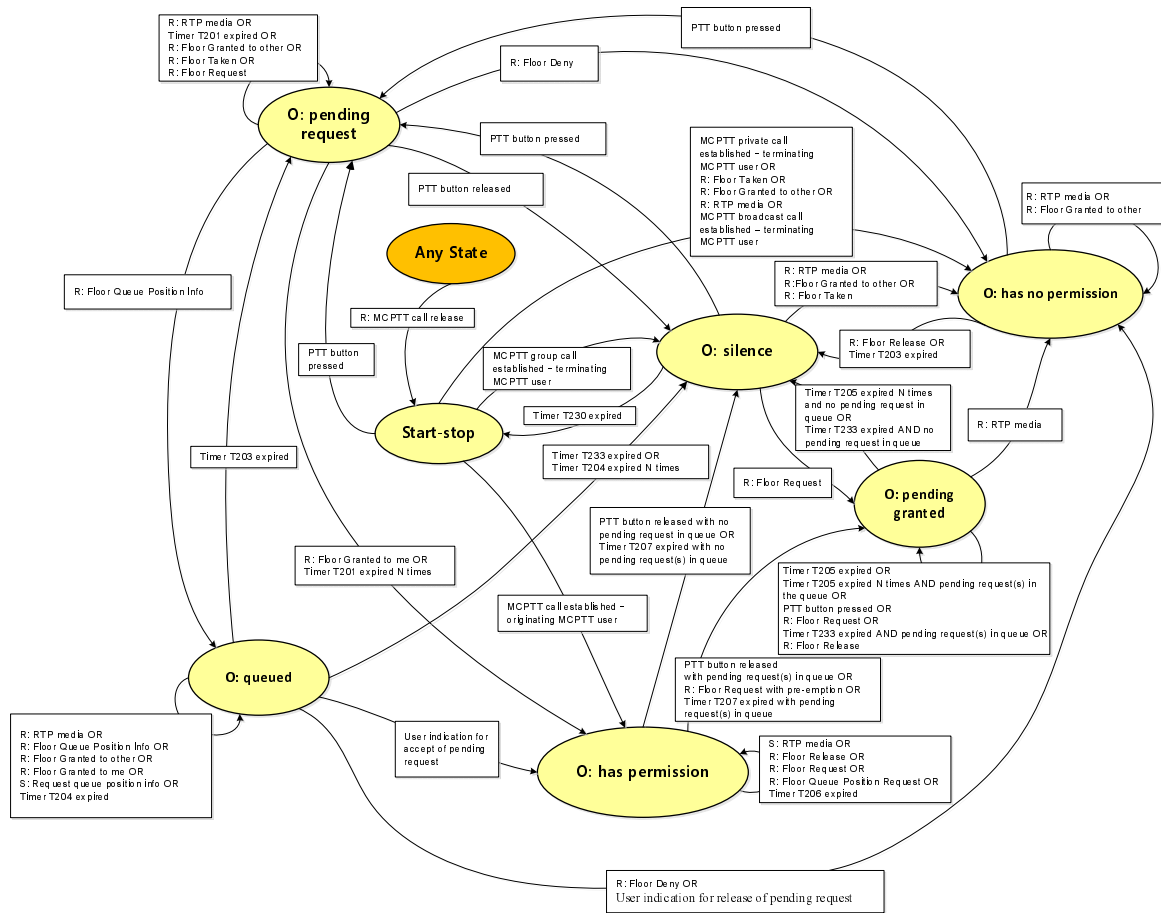 R: RTP media OR
Timer T201 expired OR
R: Floor Granted to other OR
R: Floor Taken OR
R: Floor Request
PTT button pressed
R: Floor Deny
O: pending
request
PTT button pressed
PTT button released
MCPTT private call
established – terminating
MCPTT user OR
R: Floor Taken OR
R: Floor Granted to other OR
R: RTP media OR
MCPTT broadcast call
established – terminating
MCPTT user
R: RTP media OR
R: Floor Granted to other
Any State
R: RTP media OR
R:Floor Granted to other OR
R: Floor Taken
O: has no permission
R: Floor Queue Position Info
R: MCPTT call release
PTT button
pressed
MCPTT group call
established – terminating
MCPTT user
O: silence
R: Floor Release OR
Timer T203 expired
Timer T205 expired N times
and no pending request in
queue OR
Timer T233 expired AND no
pending request in queue
R: RTP media
Start-stop
Timer T230 expired
Timer T203 expired
Timer T233 expired OR
Timer T204 expired N times
R: Floor Request
O: pending
granted
PTT button released with no
pending request in queue OR
Timer T207 expired with no
pending request(s) in queue
R: Floor Granted to me OR
Timer T201 expired N times
Timer T205 expired OR
Timer T205 expired N times AND pending request(s) in
the queue OR
PTT button pressed OR
R: Floor Request OR
Timer T233 expired AND pending request(s) in queue OR
R: Floor Release
MCPTT call established –
originating MCPTT user
O: queued
PTT button released
with pending request(s) in queue OR
R: Floor Request with pre-emption OR
Timer T207 expired with pending
request(s) in queue
R: RTP media OR
R: Floor Queue Position Info OR
R: Floor Granted to other OR
R: Floor Granted to me OR
S: Request queue position info OR
Timer T204 expired
User indication for
accept of pending
request
O: has permission
S: RTP media OR
R: Floor Release OR
R: Floor Request OR
R: Floor Queue Position Request OR
Timer T206 expired
R: Floor Deny OR
User indication for release of pending request